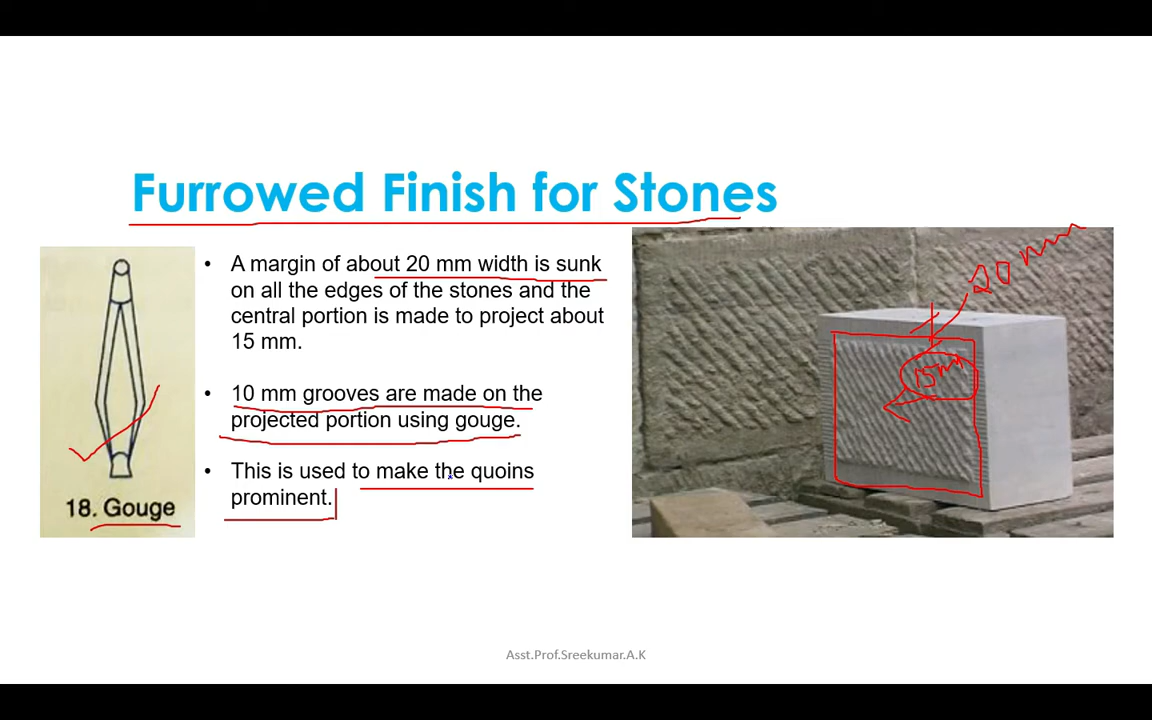 Furrowed Finish for Stones
18. Gouge
• A margin of about 20 mm width is sunk
on all the edges of the stones and the
central portion is made to project about
15 mm.
• 10 mm grooves are made on the
projected portion using gouge.
• This is used to make the quoins
prominent.
20 mm
15mm
Asst.Prof.Sreekumar.A.K